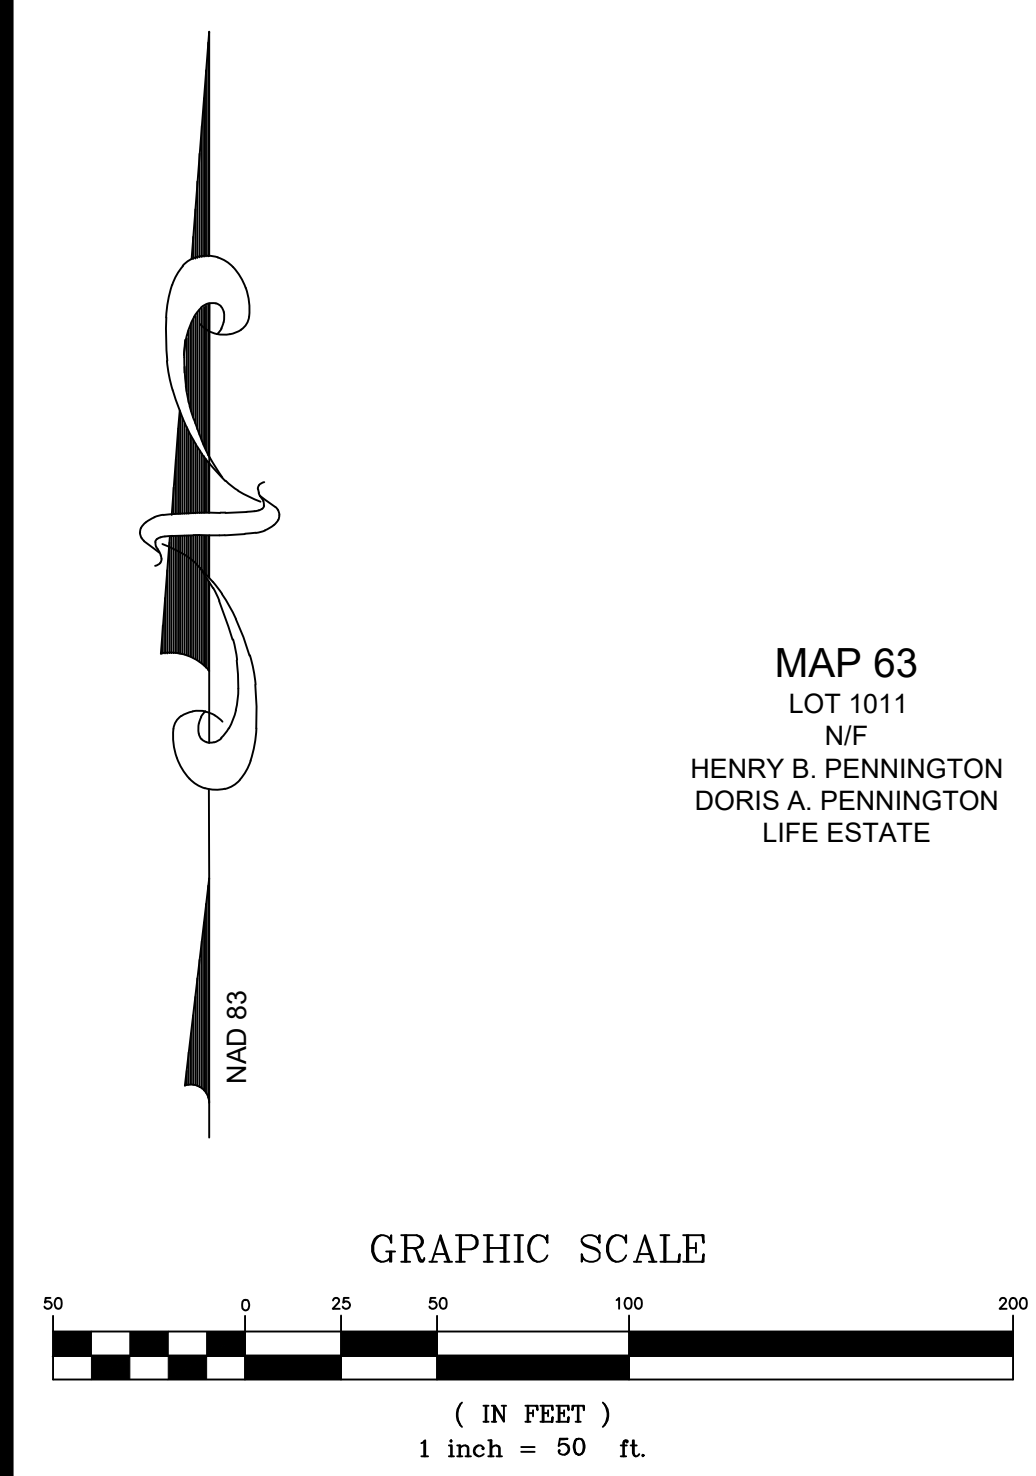 MAP 63
LOT 1011
N/F
HENRY B. PENNINGTON
DORIS A. PENNINGTON
LIFE ESTATE
NAD 83
GRAPHIC SCALE
50 0 25 50 100 200
( IN FEET )
1 inch = 50 ft.